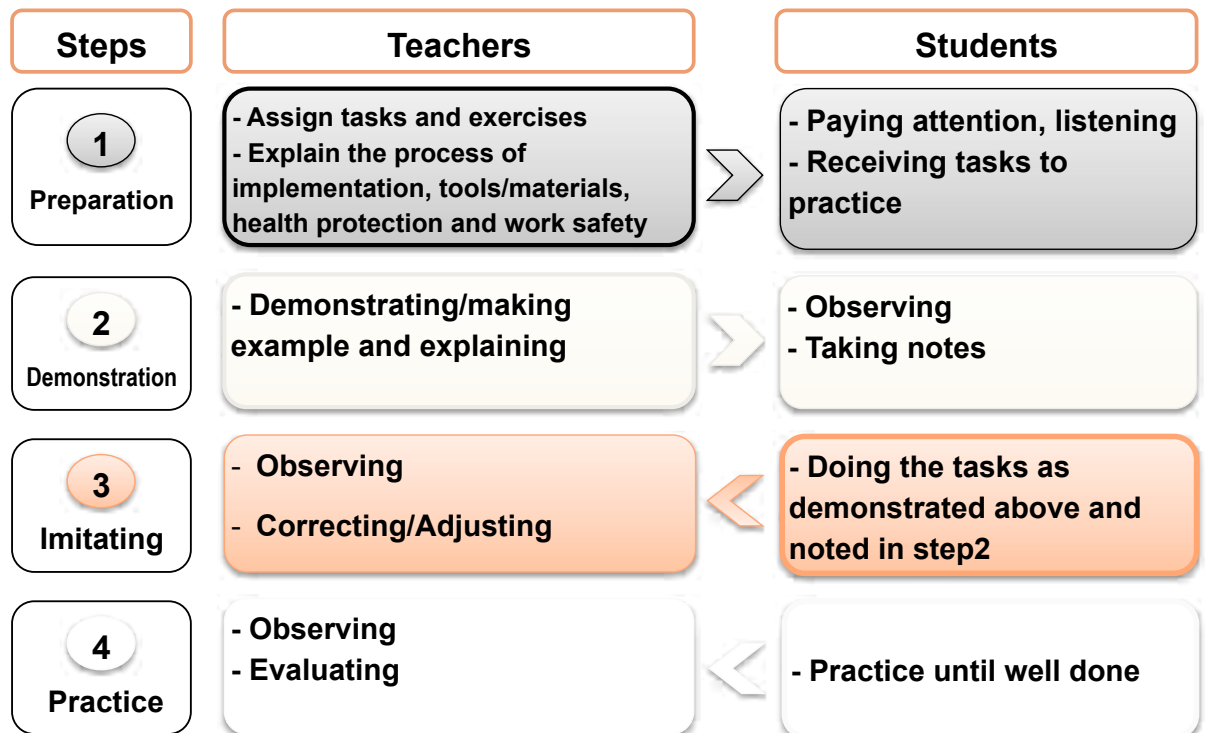 Steps
Teachers
Students
1
Preparation
- Assign tasks and exercises
- Explain the process of
implementation, tools/materials,
health protection and work safety
- Paying attention, listening
- Receiving tasks to
practice
2
Demonstration
- Demonstrating/making
example and explaining
- Observing
- Taking notes
3
Imitating
- Observing
- Correcting/Adjusting
- Doing the tasks as
demonstrated above and
noted in step2
4
Practice
- Observing
- Evaluating
- Practice until well done